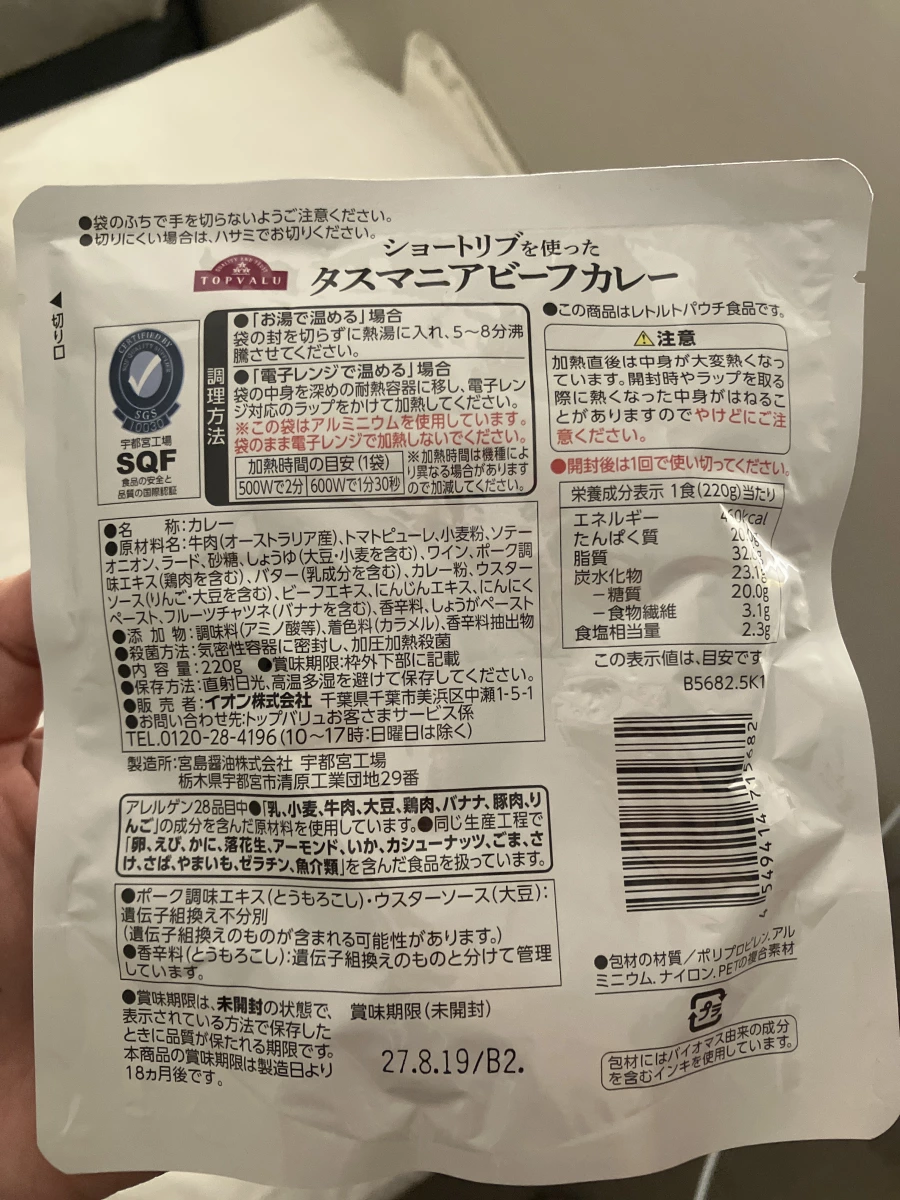 ●袋のふちで手を切らないようご注意ください。
●切りにくい場合は、ハサミでお切りください。
◀切り口
TOPVALU
ショートリブを使った
タスマニアビーフカレー
CERTIFIED BY
SGS
10030
宇都宮工場
SQF
食品の安全と
品質の国際認証
調理方法
●「お湯で温める」場合
袋の封を切らずに熱湯に入れ、5〜8分沸
騰させてください。
●「電子レンジで温める」場合
袋の中身を深めの耐熱容器に移し、電子レン
ジ対応のラップをかけて加熱してください。
※この袋はアルミニウムを使用しています。
袋のまま電子レンジで加熱しないでください。
加熱時間の目安(1袋)
500Wで2分 600Wで1分30秒
※加熱時間は機種によ
り異なる場合があります
ので加減してください。
●この商品はレトルトパウチ食品です。
⚠注意
加熱直後は中身が大変熱くなっ
ています。開封時やラップを取る
際に熱くなった中身がはねるこ
とがありますのでやけどにご注
意ください。
●開封後は1回で使い切ってください。
栄養成分表示 1食(220g)当たり
エネルギー
たんぱく質
脂質
炭水化物 23.1g
－糖質 20.0g
－食物繊維 3.1g
食塩相当量 2.3g
この表示値は、目安です
B5682.5K1
●名　　称:カレー
●原材料名:牛肉(オーストラリア産)、トマトピューレ、小麦粉、ソテー
オニオン、ラード、砂糖、しょうゆ(大豆・小麦を含む)、ワイン、ポーク調
味エキス(鶏肉を含む)、バター(乳成分を含む)、カレー粉、ウスター
ソース(りんご・大豆を含む)、ビーフエキス、にんじんエキス、にんにく
ペースト、フルーツチャツネ(バナナを含む)、香辛料、しょうがペースト
●添 加 物:調味料(アミノ酸等)、着色料(カラメル)、香辛料抽出物
●殺菌方法:気密性容器に密封し、加圧加熱殺菌
●内 容 量:220g ●賞味期限:枠外下部に記載
●保存方法:直射日光、高温多湿を避けて保存してください。
●販 売 者:イオン株式会社 千葉県千葉市美浜区中瀬1-5-1
●お問い合わせ先:トップバリュお客さまサービス係
TEL.0120-28-4196(10〜17時:日曜日は除く)
製造所:宮島醤油株式会社 宇都宮工場
栃木県宇都宮市清原工業団地29番
アレルゲン28品目中●「乳、小麦、牛肉、大豆、鶏肉、バナナ、豚肉、り
んご」の成分を含んだ原材料を使用しています。●同じ生産工程で
「卵、えび、かに、落花生、アーモンド、いか、カシューナッツ、ごま、さ
け、さば、やまいも、ゼラチン、魚介類」を含んだ食品を扱っています。
●ポーク調味エキス(とうもろこし)・ウスターソース(大豆):
遺伝子組換え不分別
(遺伝子組換えのものが含まれる可能性があります。)
●香辛料(とうもろこし):遺伝子組換えのものと分けて管理
しています。
●賞味期限は、未開封の状態で、
表示されている方法で保存した
ときに品質が保たれる期限です。
本商品の賞味期限は製造日より
18ヵ月後です。
賞味期限(未開封)
27.8.19/B2.
4 549414 715682
●包材の材質/ポリプロピレン、アル
ミニウム、ナイロン、PETの複合素材
プラ
包材にはバイオマス由来の成分
を含むインキを使用しています。